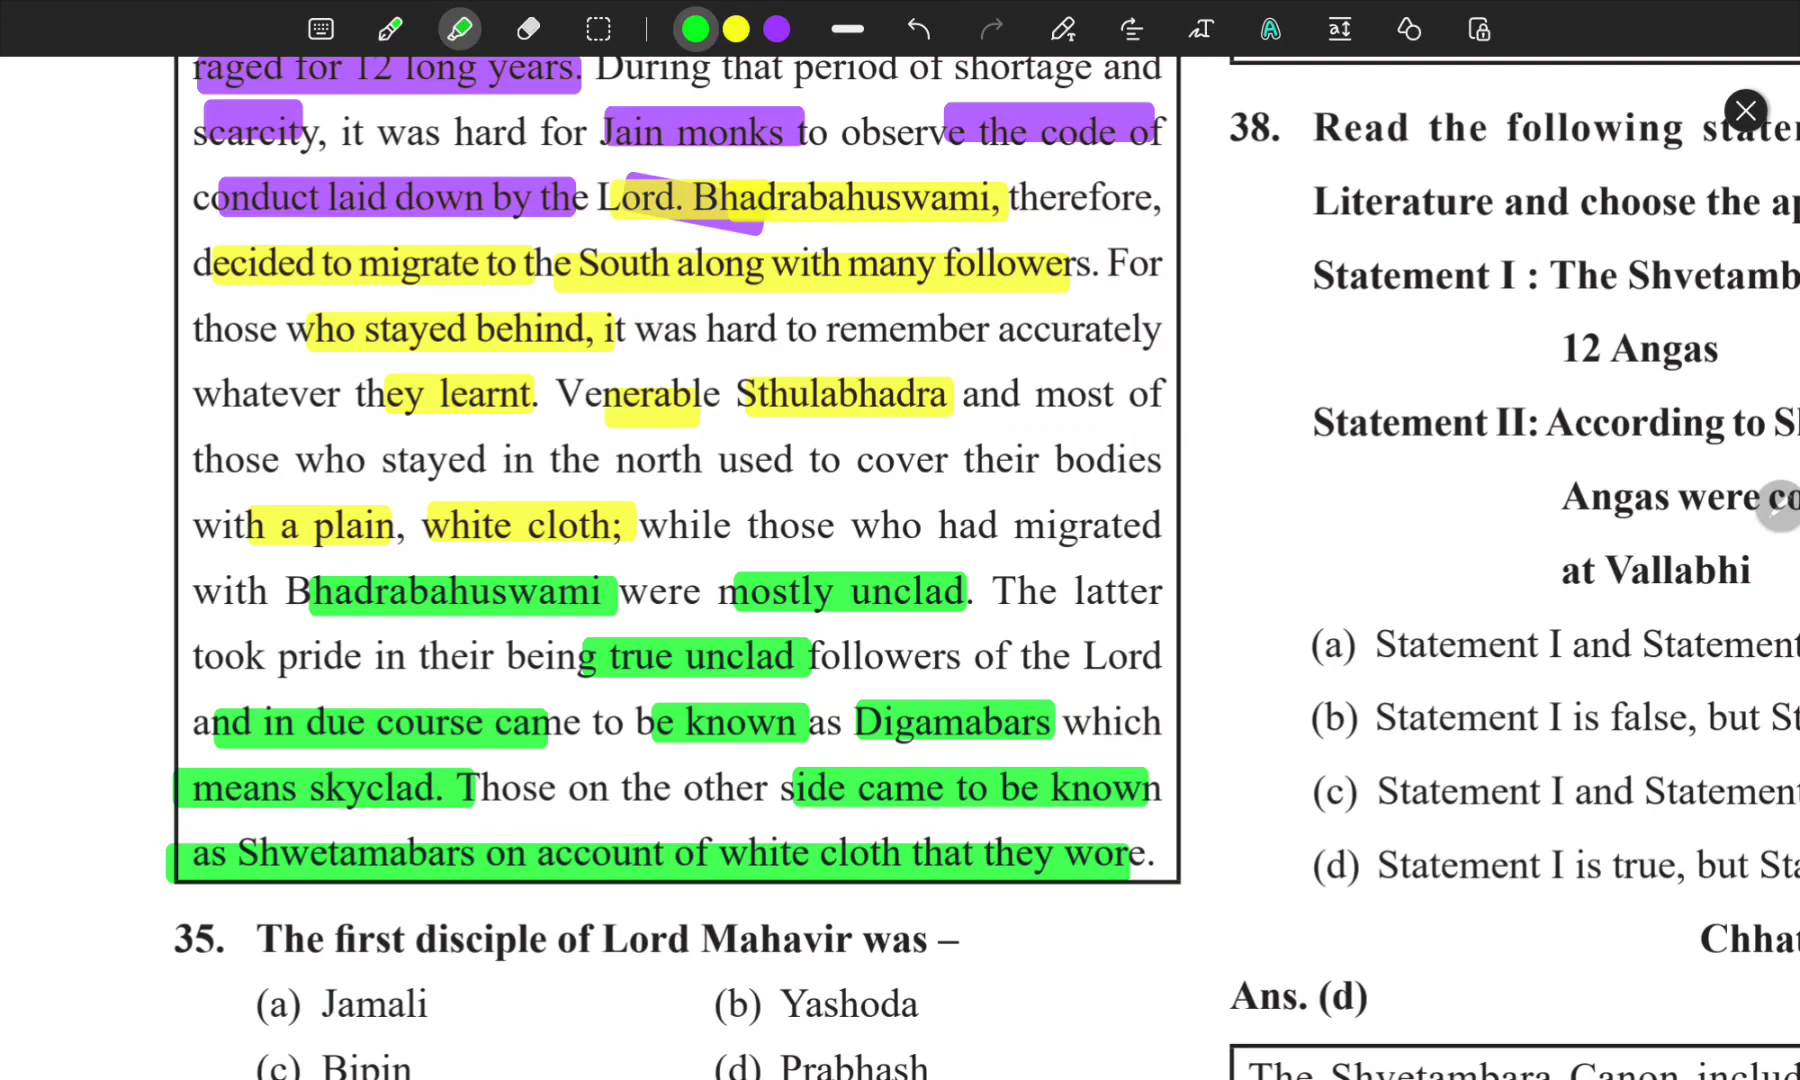 raged for 12 long years. During that period of shortage and
scarcity, it was hard for Jain monks to observe the code of
conduct laid down by the Lord. Bhadrabahuswami, therefore,
decided to migrate to the South along with many followers. For
those who stayed behind, it was hard to remember accurately
whatever they learnt. Venerable Sthulabhadra and most of
those who stayed in the north used to cover their bodies
with a plain, white cloth; while those who had migrated
with Bhadrabahuswami were mostly unclad. The latter
took pride in their being true unclad followers of the Lord
and in due course came to be known as Digamabars which
means skyclad. Those on the other side came to be known
as Shwetamabars on account of white cloth that they wore.
35. The first disciple of Lord Mahavir was –
(a) Jamali (b) Yashoda
(c) Bipin (d) Prabhash
38. Read the following
Literature and choose the
Statement I : The
12 Angas
Statement II: According to
Angas were
at Vallabhi
(a) Statement I and Statement
(b) Statement I is false, but
(c) Statement I and Statement
(d) Statement I is true, but
Ans. (d)
The Shvetambara Canon